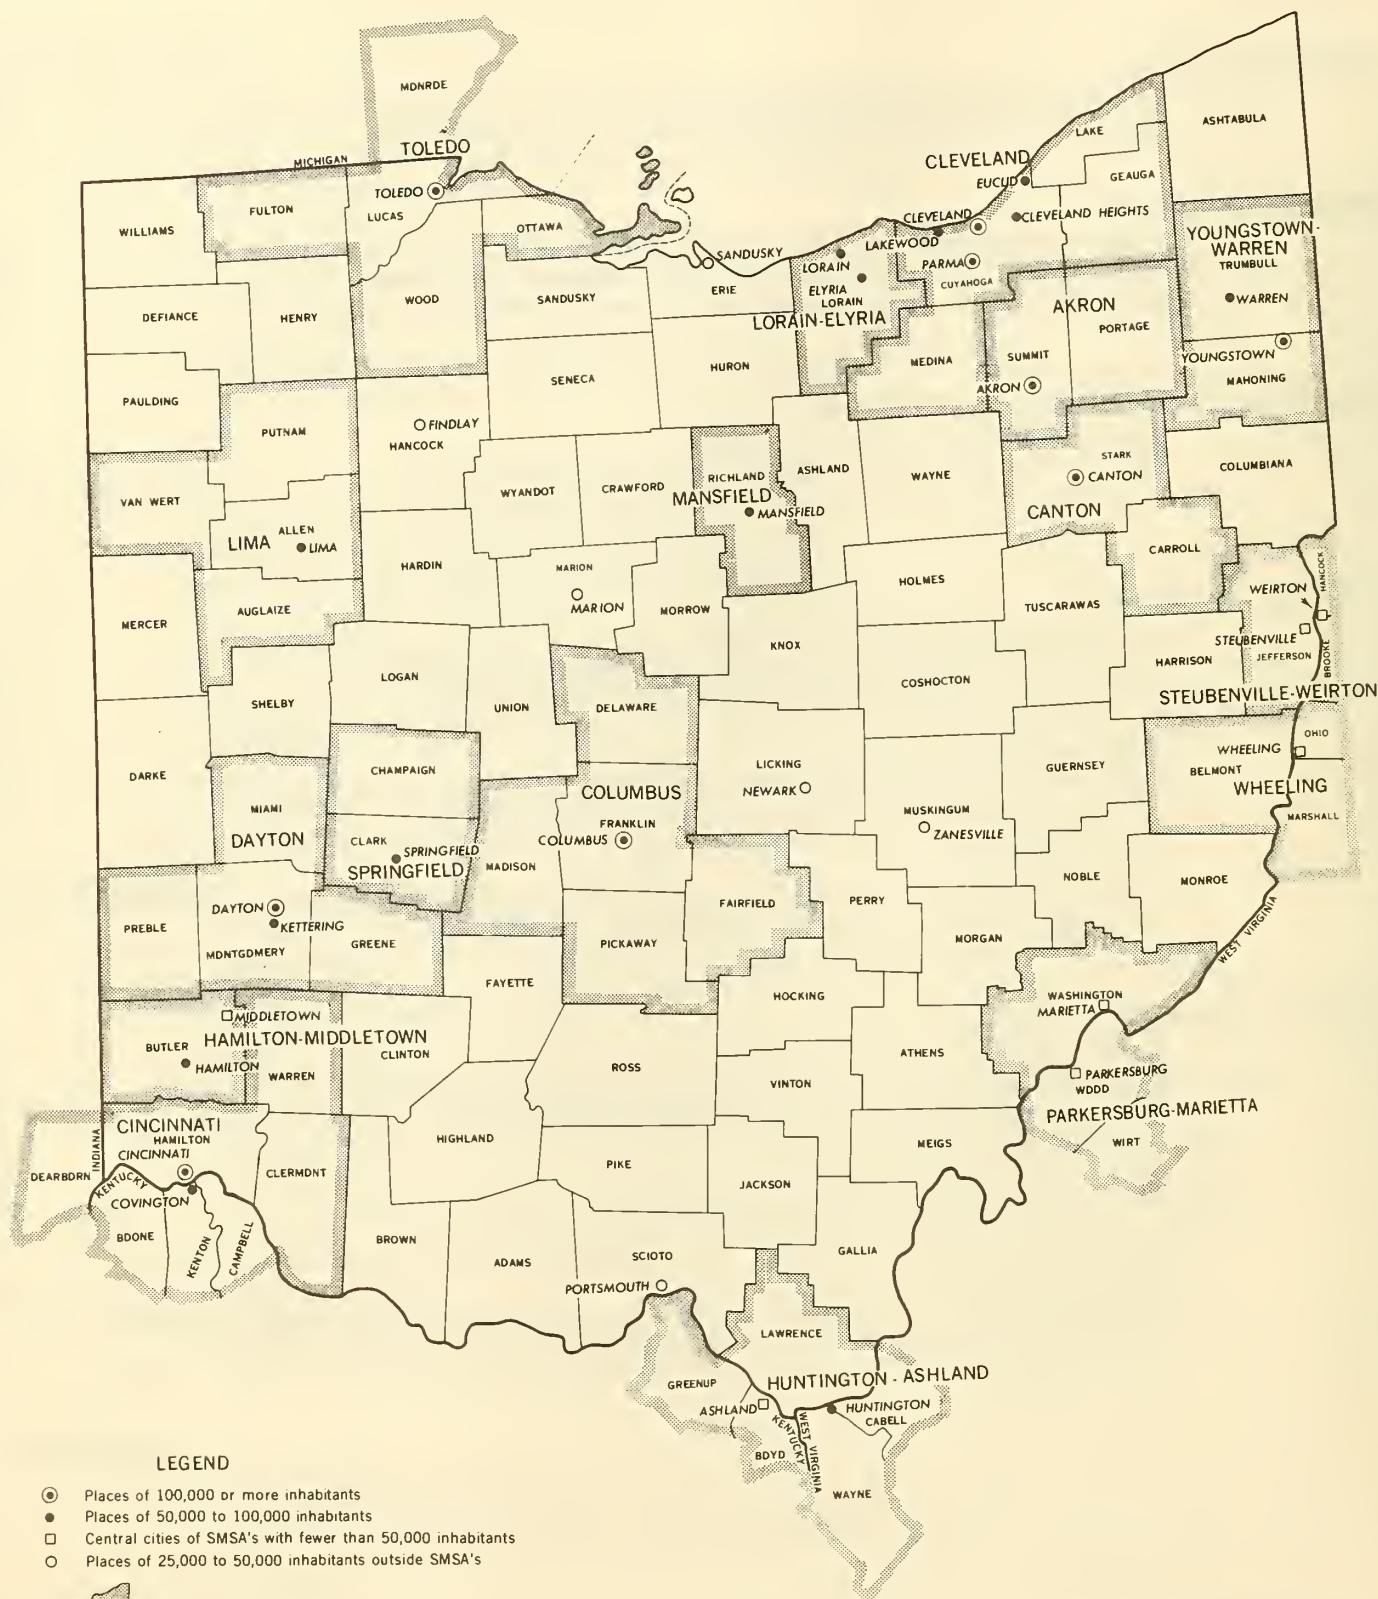 MDNRDE
TOLEDO
MICHIGAN
TOLEDO
LUCAS
FULTON
WILLIAMS
OTTAWA
WOOD
HENRY
DEFIANCE
PAULDING
SANDUSKY
SANDUSKY
ERIE
SENECA
HURON
LAKE
ASHTABULA
CLEVELAND
EUCUD
GEAUGA
CLEVELAND
CLEVELAND HEIGHTS
LAKEWOOD
LORAIN
PARMA
CUYAHOGA
ELYRIA
LORAIN
LORAIN-ELYRIA
YOUNGSTOWN-
WARREN
TRUMBULL
WARREN
AKRON
PORTAGE
SUMMIT
MEDINA
AKRON
YOUNGSTOWN
MAHONING
PUTNAM
FINDLAY
HANCOCK
VAN WERT
ALLEN
LIMA
LIMA
WYANDOT
CRAWFORD
RICHLAND
MANSFIELD
MANSFIELD
ASHLAND
WAYNE
STARK
CANTON
CANTON
COLUMBIANA
CARROLL
HARDIN
MARION
MARION
MORROW
HOLMES
TUSCARAWAS
HANCOCK
WEIRTON
STEUBENVILLE
JEFFERSON
BROOKE
HARRISON
STEUBENVILLE-WEIRTON
MERCER
AUGLAIZE
LOGAN
SHELBY
UNION
DELAWARE
KNOX
COSHOCTON
DARKE
CHAMPAIGN
MIAMI
DAYTON
CLARK
SPRINGFIELD
SPRINGFIELD
COLUMBUS
FRANKLIN
COLUMBUS
MADISON
LICKING
NEWARK
MUSKINGUM
ZANESVILLE
GUERNSEY
OHIO
WHEELING
BELMONT
WHEELING
MARSHALL
NOBLE
MONROE
PREBLE
DAYTON
KETTERING
MDNTGDMERY
GREENE
FAYETTE
PICKAWAY
FAIRFIELD
PERRY
MORGAN
WEST VIRGINIA
WASHINGTON
MARIETTA
HOCKING
MIDDLETOWN
HAMILTON-MIDDLETOWN
BUTLER
HAMILTON
WARREN
CLINTON
ROSS
VINTON
ATHENS
PARKERSBURG
WDDD
PARKERSBURG-MARIETTA
WIRT
CINCINNATI
HAMILTON
CINCINNATI
INDIANA
DEARBDRN
KENTUCKY
COVINGTON
BDONE
KENTON
CAMPBELL
CLERMDNT
HIGHLAND
PIKE
JACKSON
MEIGS
BROWN
ADAMS
SCIOTO
PORTSMOUTH
GALLIA
LAWRENCE
GREENUP
HUNTINGTON - ASHLAND
ASHLAND
HUNTINGTON
CABELL
KENTUCKY
WEST VIRGINIA
BDYD
WAYNE
LEGEND
Places of 100,000 or more inhabitants
Places of 50,000 to 100,000 inhabitants
Central cities of SMSA's with fewer than 50,000 inhabitants
Places of 25,000 to 50,000 inhabitants outside SMSA's